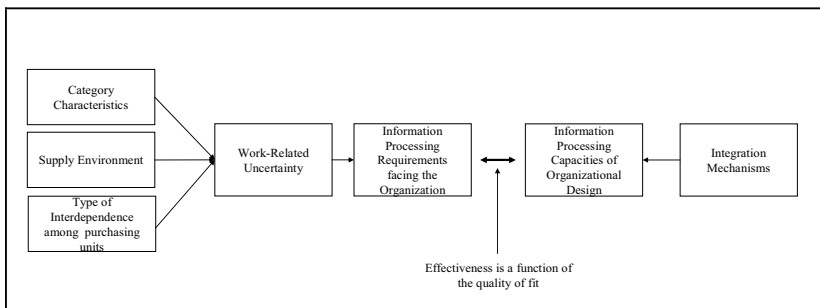 Category
Characteristics
Supply Environment
Type of
Interdependence
among purchasing
units
Work-Related
Uncertainty
Information
Processing
Requirements
facing the
Organization
Information
Processing
Capacities of
Organizational
Design
Integration
Mechanisms
Effectiveness is a function of
the quality of fit